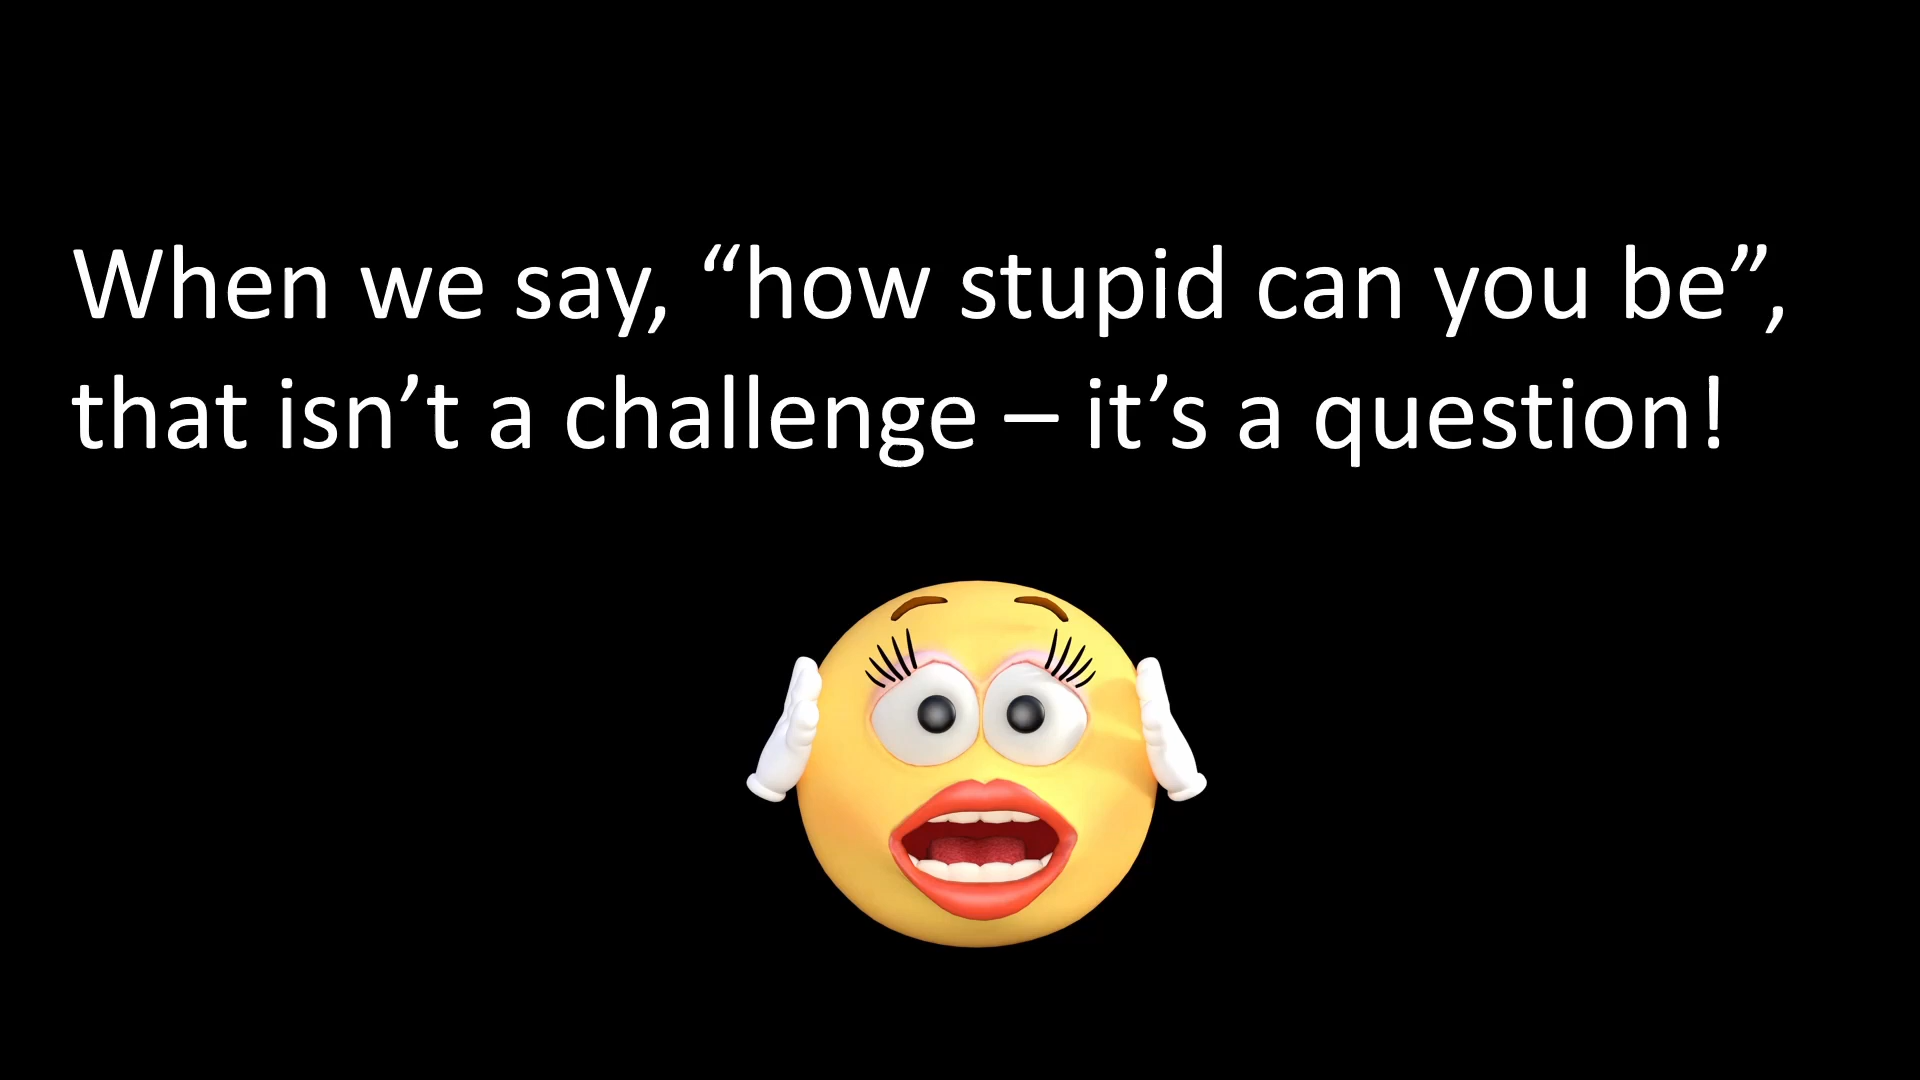 When we say, “how stupid can you be”,
that isn’t a challenge – it’s a question!